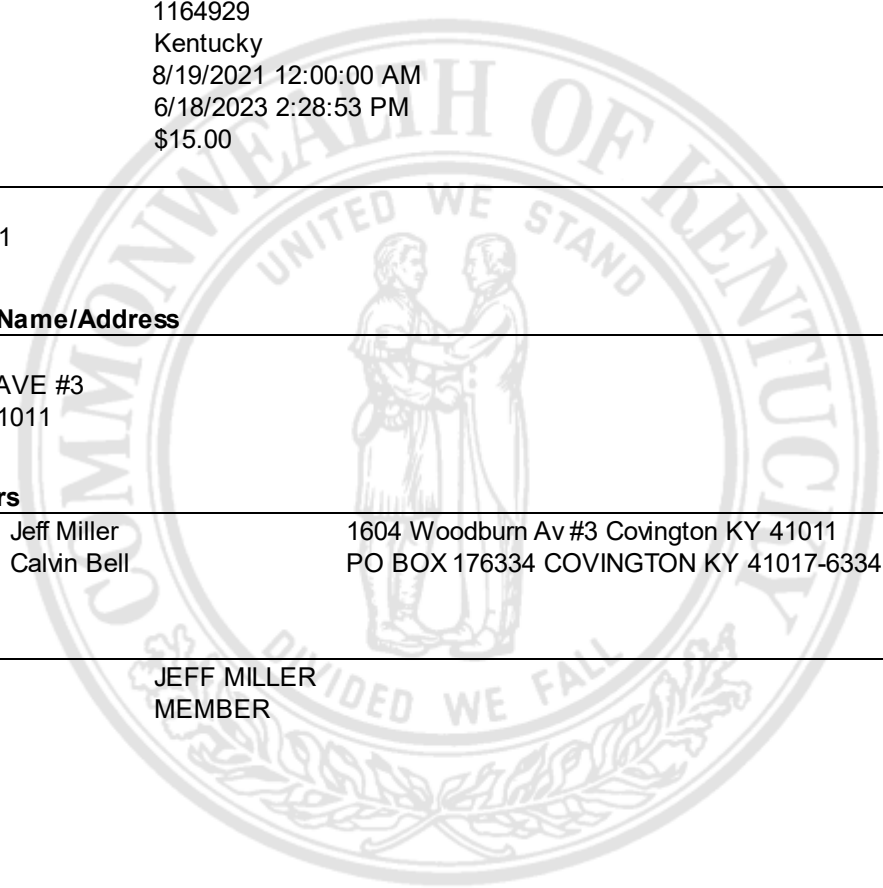 1164929
Kentucky
8/19/2021 12:00:00 AM
6/18/2023 2:28:53 PM
$15.00
1
Name/Address
AVE #3
1011
rs
Jeff Miller 1604 Woodburn Av #3 Covington KY 41011
Calvin Bell PO BOX 176334 COVINGTON KY 41017-6334
JEFF MILLER
MEMBER
COMMONWEALTH OF KENTUCKY
UNITED WE STAND
DIVIDED WE FALL